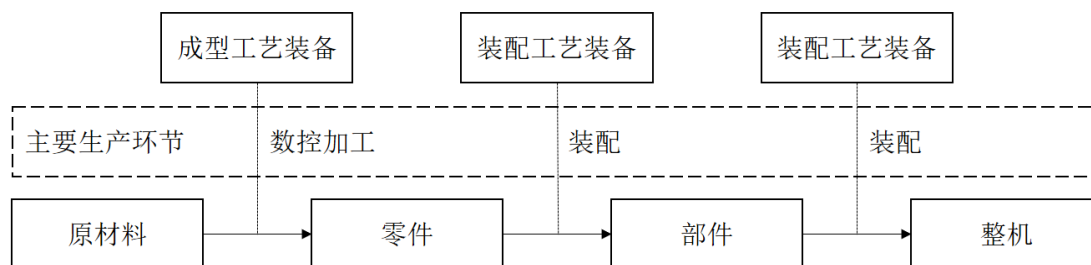 成型工艺装备
装配工艺装备
装配工艺装备
主要生产环节
数控加工
装配
装配
原材料
零件
部件
整机